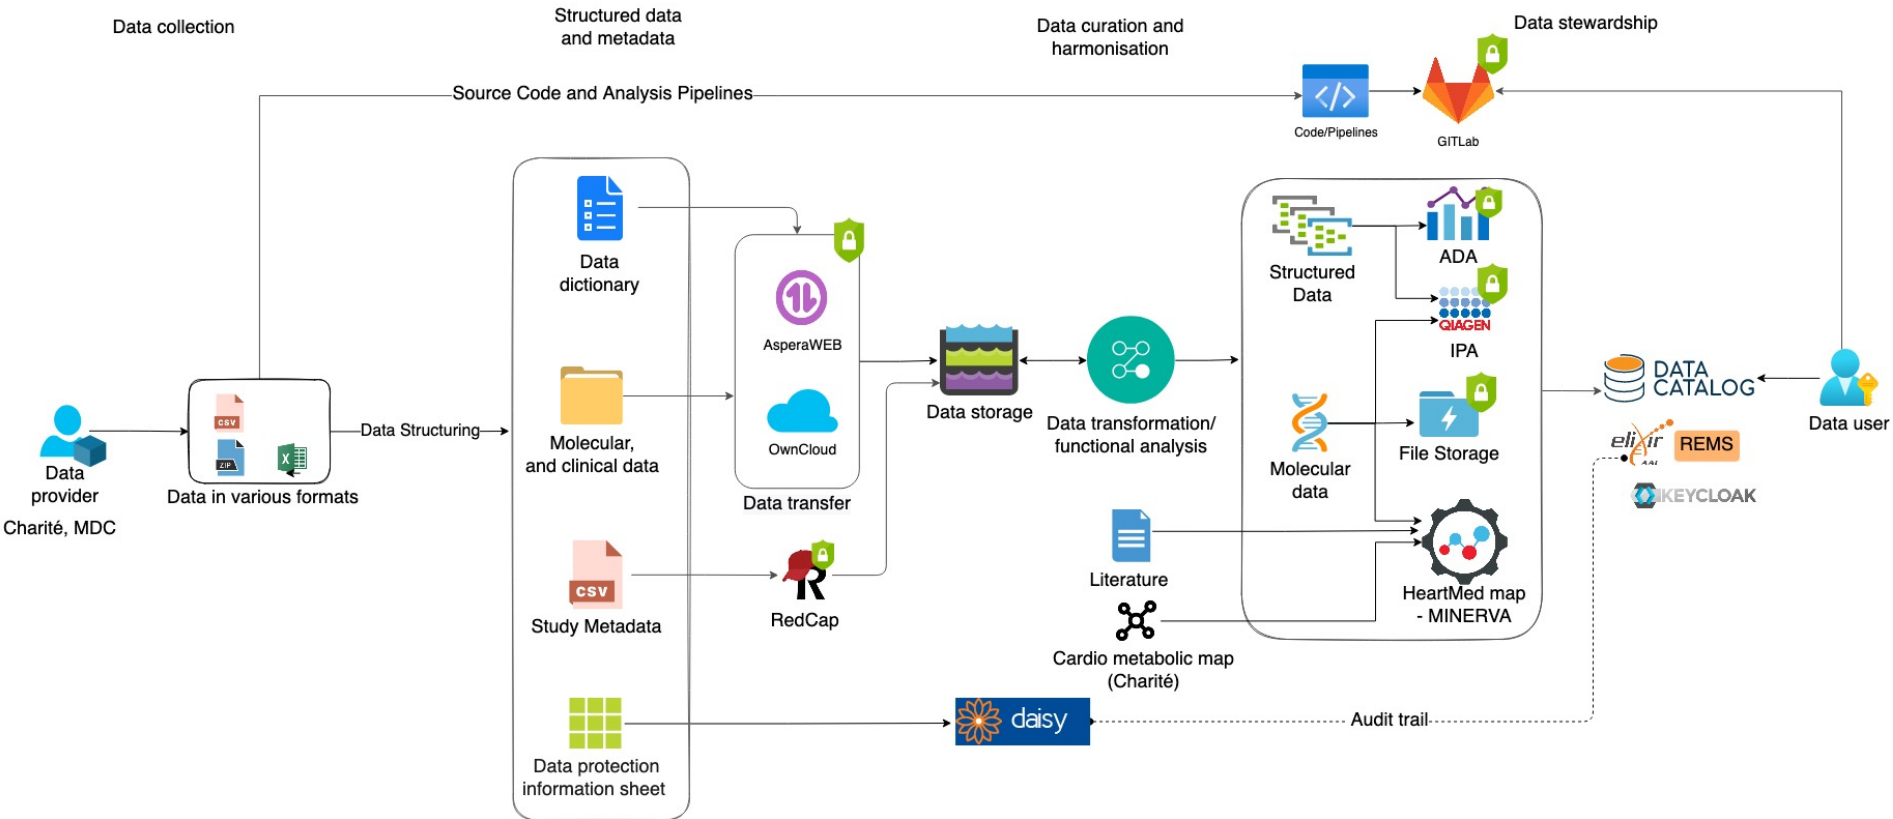 Data collection
Structured data
and metadata
Data curation and
harmonisation
Data stewardship
Source Code and Analysis Pipelines
</>
Code/Pipelines
GITLab
Data
dictionary
AsperaWEB
OwnCloud
Data transfer
Molecular,
and clinical data
CSV
Study Metadata
RedCap
Data protection
information sheet
CSV
ZIP
X
Data in various formats
Data
provider
Charité, MDC
Data Structuring
Data storage
Data transformation/
functional analysis
Structured
Data
ADA
QIAGEN
IPA
Molecular
data
File Storage
Literature
HeartMed map
- MINERVA
Cardio metabolic map
(Charité)
daisy
Audit trail
DATA
CATALOG
Data user
elixir
AAI
REMS
KEYCLOAK
R